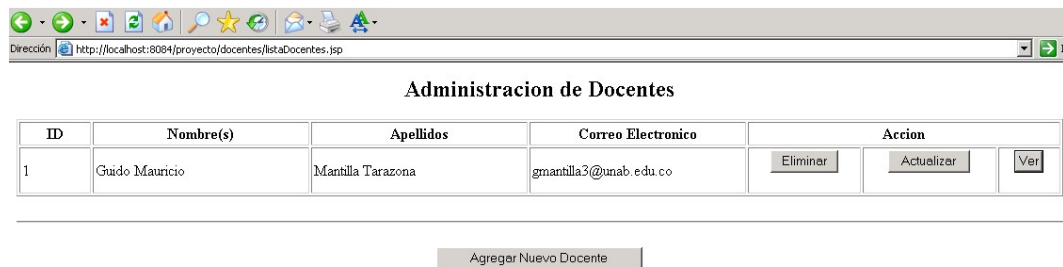 Dirección http://localhost:8084/proyecto/docentes/listaDocentes.jsp
Administracion de Docentes
ID Nombre(s) Apellidos Correo Electronico Accion
1 Guido Mauricio Mantilla Tarazona gmantilla3@unab.edu.co Eliminar Actualizar Ver
Agregar Nuevo Docente